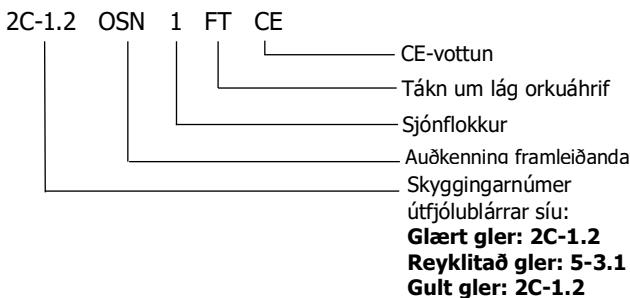 2C-1.2 OSN 1 FT CE
CE-vottun
Tákn um lág orkuáhrif
Sjónflokkur
Auðkenning framleiðanda
Skyggingarnúmer
útfjólublárrar síu:
Glært gler: 2C-1.2
Reyklitað gler: 5-3.1
Gult gler: 2C-1.2